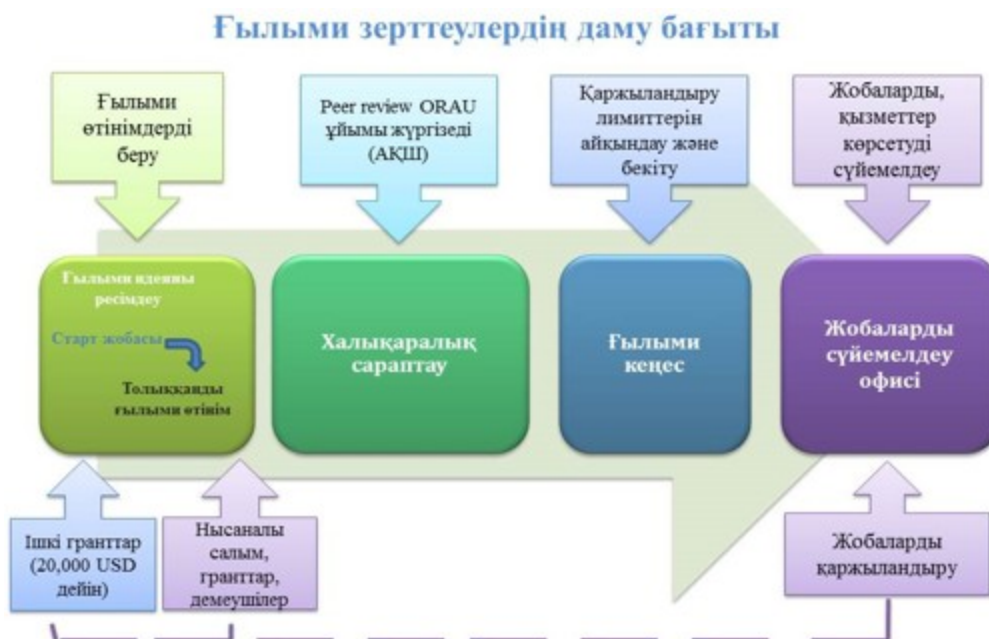 Ғылыми зерттеулердің даму бағыты
Ғылыми
өтінімдерді
беру
Peer review ORAU
ұйымы жүргізеді
(АҚШ)
Қаржыландыру
лимиттерін
айқындау және
бекіту
Жобаларды,
қызметтер
көрсетуді
сүйемелдеу
Ғылыми идеяны
ресімдеу
Старт жобасы
Толыққанды
ғылыми өтінім
Халықаралық
сараптау
Ғылыми
кеңес
Жобаларды
сүйемелдеу
офисі
Ішкі гранттар
(20,000 USD
дейін)
Нысаналы
салым,
гранттар,
демеушілер
Жобаларды
қаржыландыру